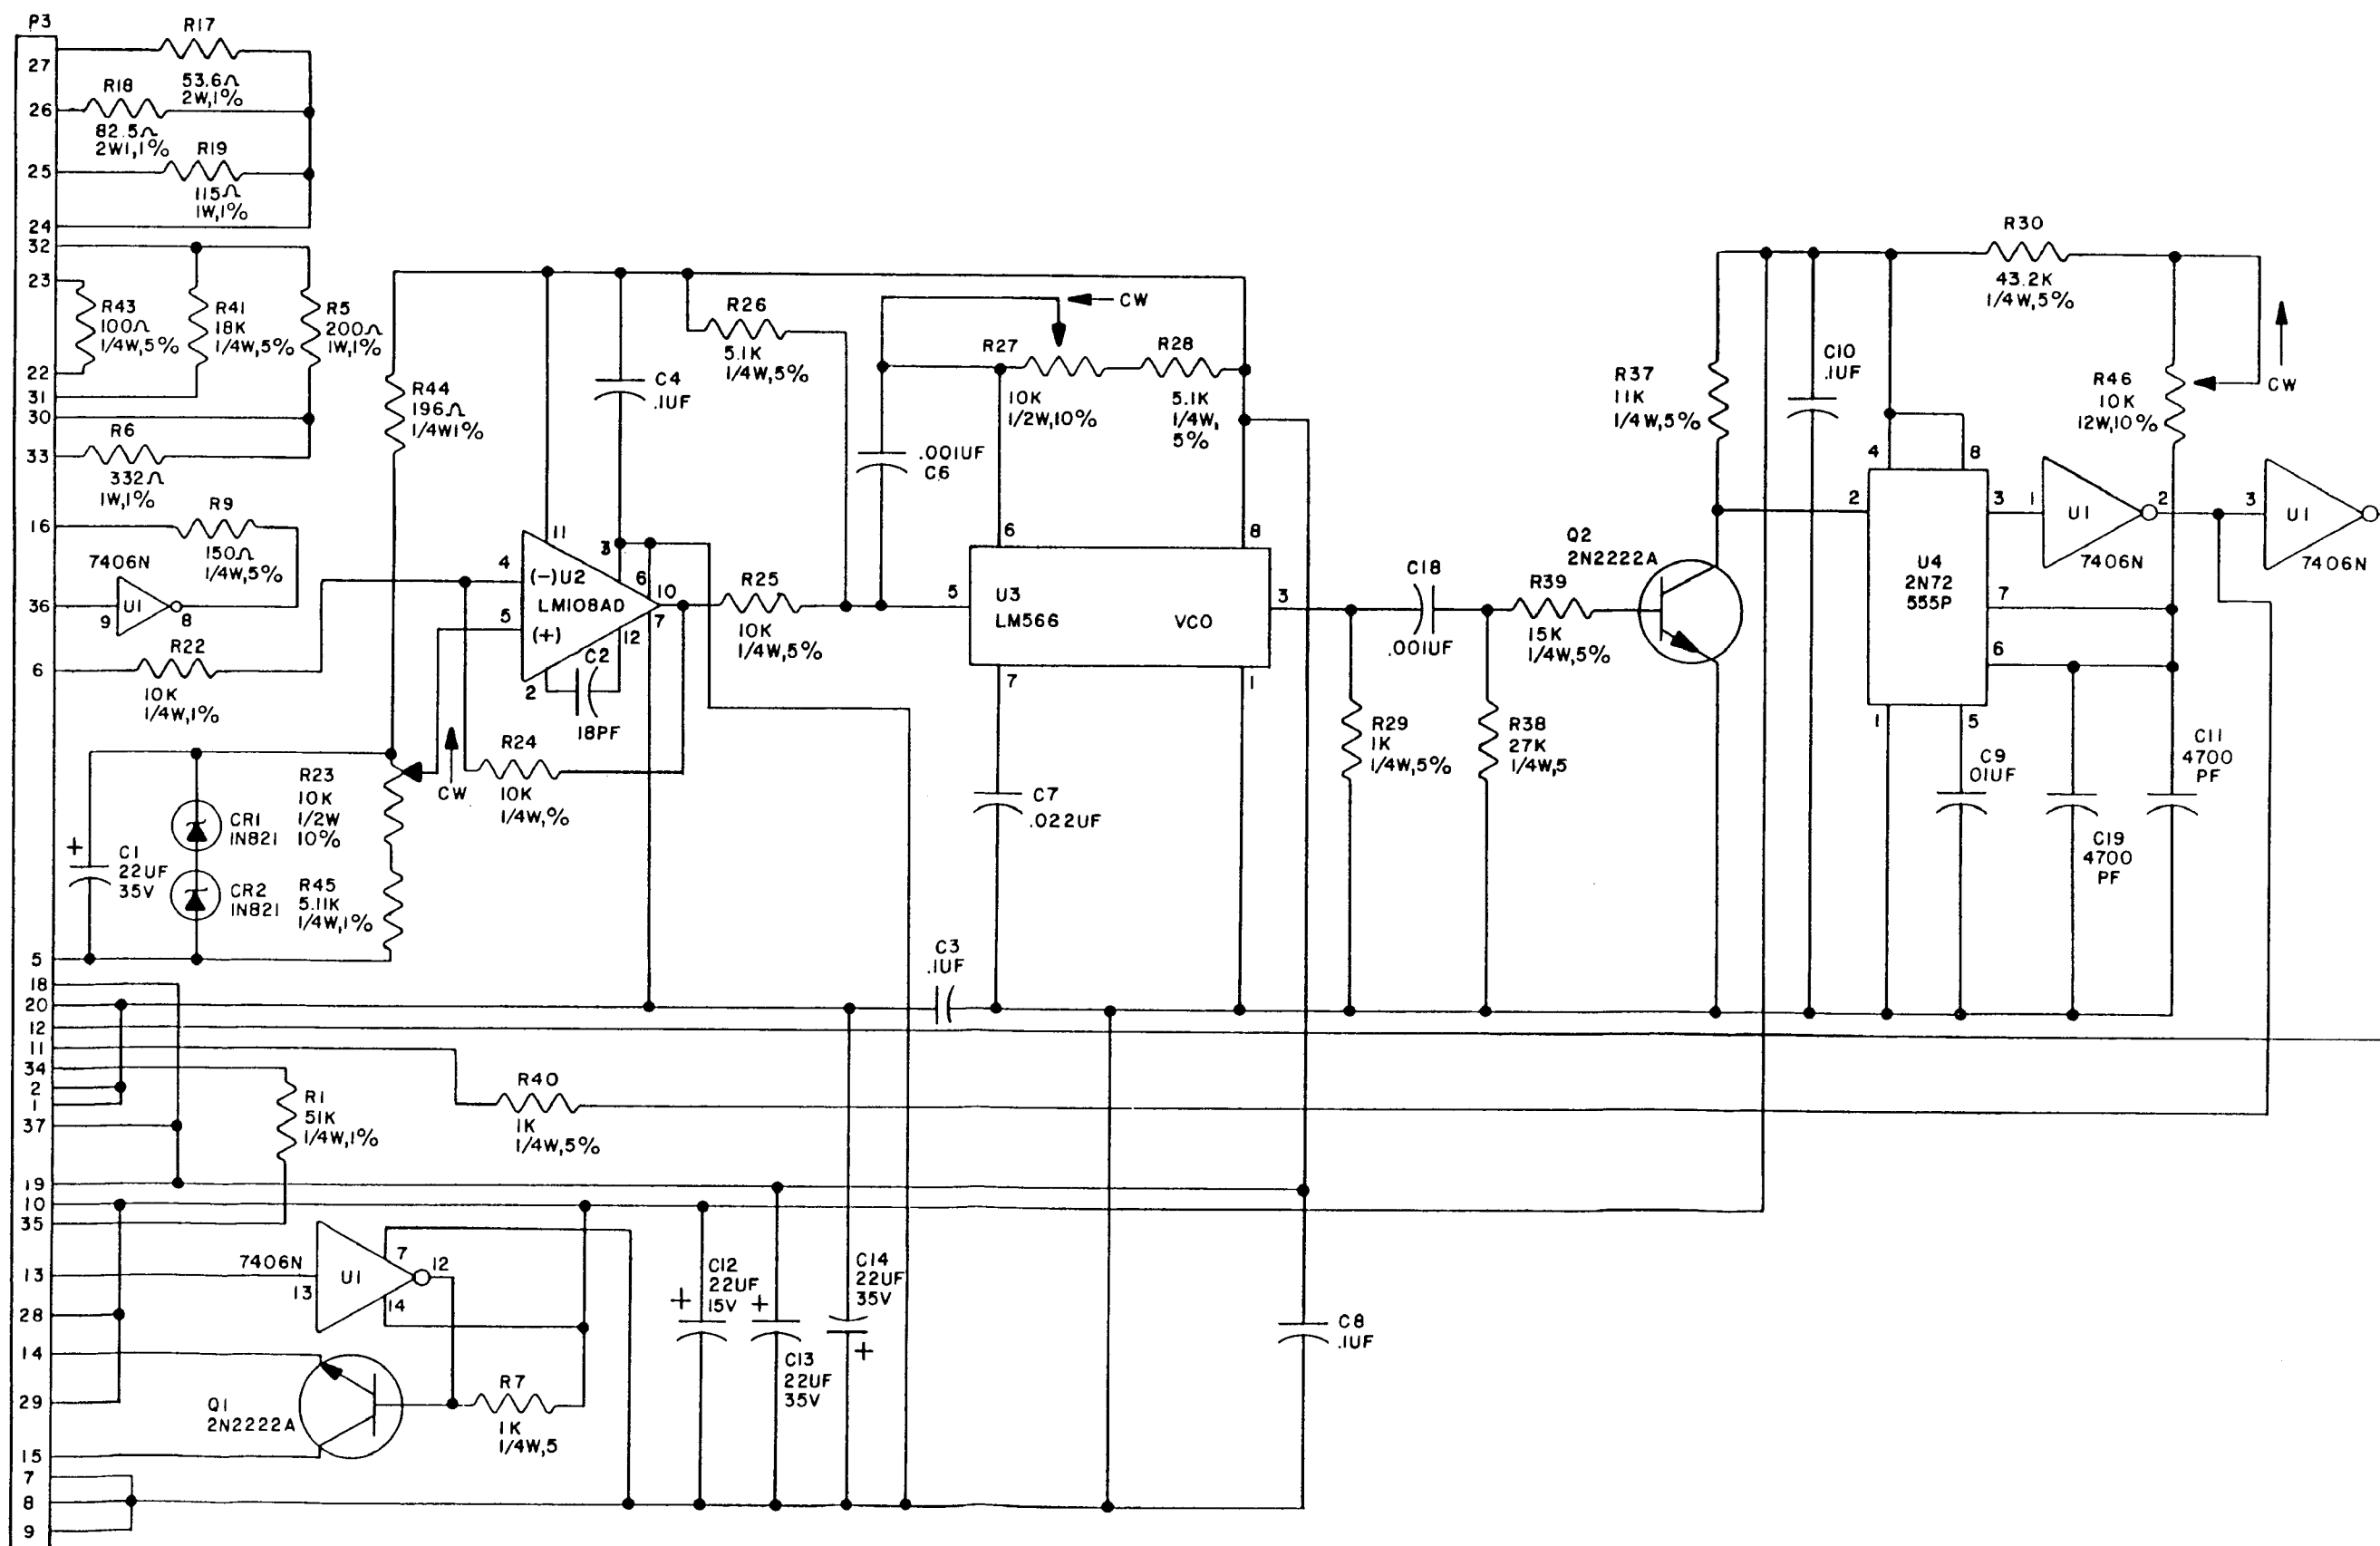 P3
27
R17
53.6Ω
2W,1%
26
R18
82.5Ω
2W1,1%
25
R19
115Ω
1W,1%
24
32
23
R43
100Ω
1/4W,5%
R41
18K
1/4W,5%
R5
200Ω
1W,1%
22
31
30
33
R6
332Ω
1W,1%
16
R9
150Ω
1/4W,5%
7406N
36
U1
9
8
6
R22
10K
1/4W,1%
R44
196Ω
1/4W1%
C4
.1UF
R26
5.1K
1/4W,5%
CW
R27
10K
1/2W,10%
R28
5.1K
1/4W,
5%
.001UF
C6
11
3
4
(-)U2
6
10
LM108AD
5
(+)
7
12
2
C2
18PF
R25
10K
1/4W,5%
R24
10K
1/4W,%
CW
R23
10K
1/2W
10%
CR1
1N821
CR2
1N821
C1
+
22UF
35V
R45
5.11K
1/4W,1%
6
8
5
U3
LM566
VCO
3
7
1
C7
.022UF
C3
.1UF
R29
1K
1/4W,5%
C18
.001UF
R38
27K
1/4W,5
R39
15K
1/4W,5%
Q2
2N2222A
R37
11K
1/4W,5%
C10
.1UF
R30
43.2K
1/4W,5%
R46
10K
12W,10%
CW
4
8
2
3
U4
2N72
555P
7
6
1
5
1
U1
2
7406N
3
U1
7406N
C9
01UF
C19
4700
PF
C11
4700
PF
5
18
20
12
11
34
2
1
37
R1
51K
1/4W,1%
R40
1K
1/4W,5%
19
10
35
13
7406N
13
U1
7
12
14
28
14
29
Q1
2N2222A
15
R7
1K
1/4W,5
7
8
9
C12
22UF
15V
+
+
C13
22UF
35V
C14
22UF
35V
+
C8
.1UF